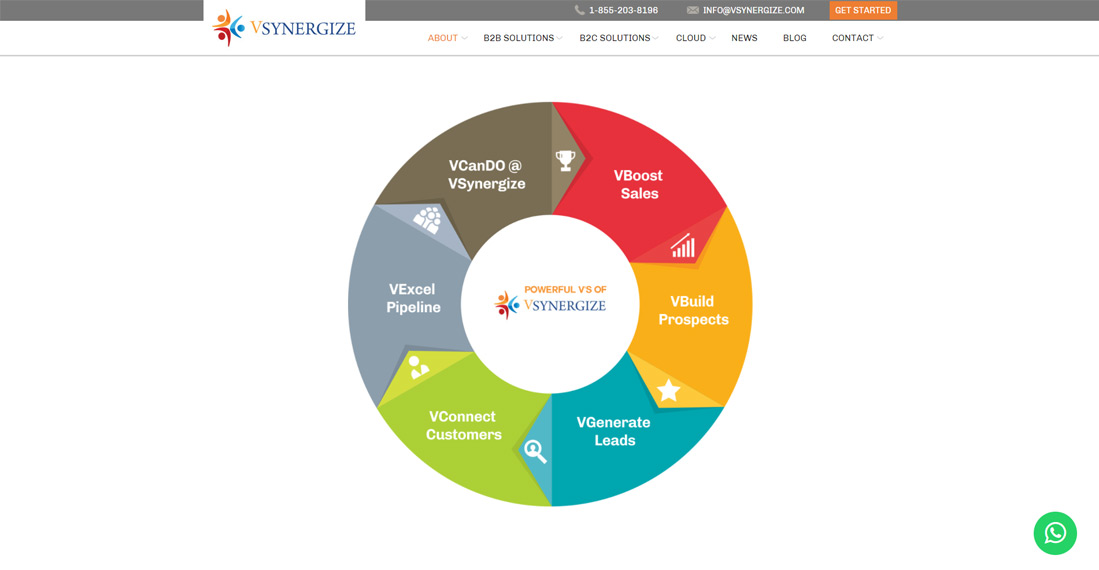 1-855-203-8196
INFO@VSYNERGIZE.COM
GET STARTED
VSYNERGIZE
ABOUT
B2B SOLUTIONS
B2C SOLUTIONS
CLOUD
NEWS
BLOG
CONTACT
VCanDO @
VSynergize
VBoost
Sales
VExcel
Pipeline
POWERFUL V'S OF
VSYNERGIZE
VBuild
Prospects
VConnect
Customers
VGenerate
Leads